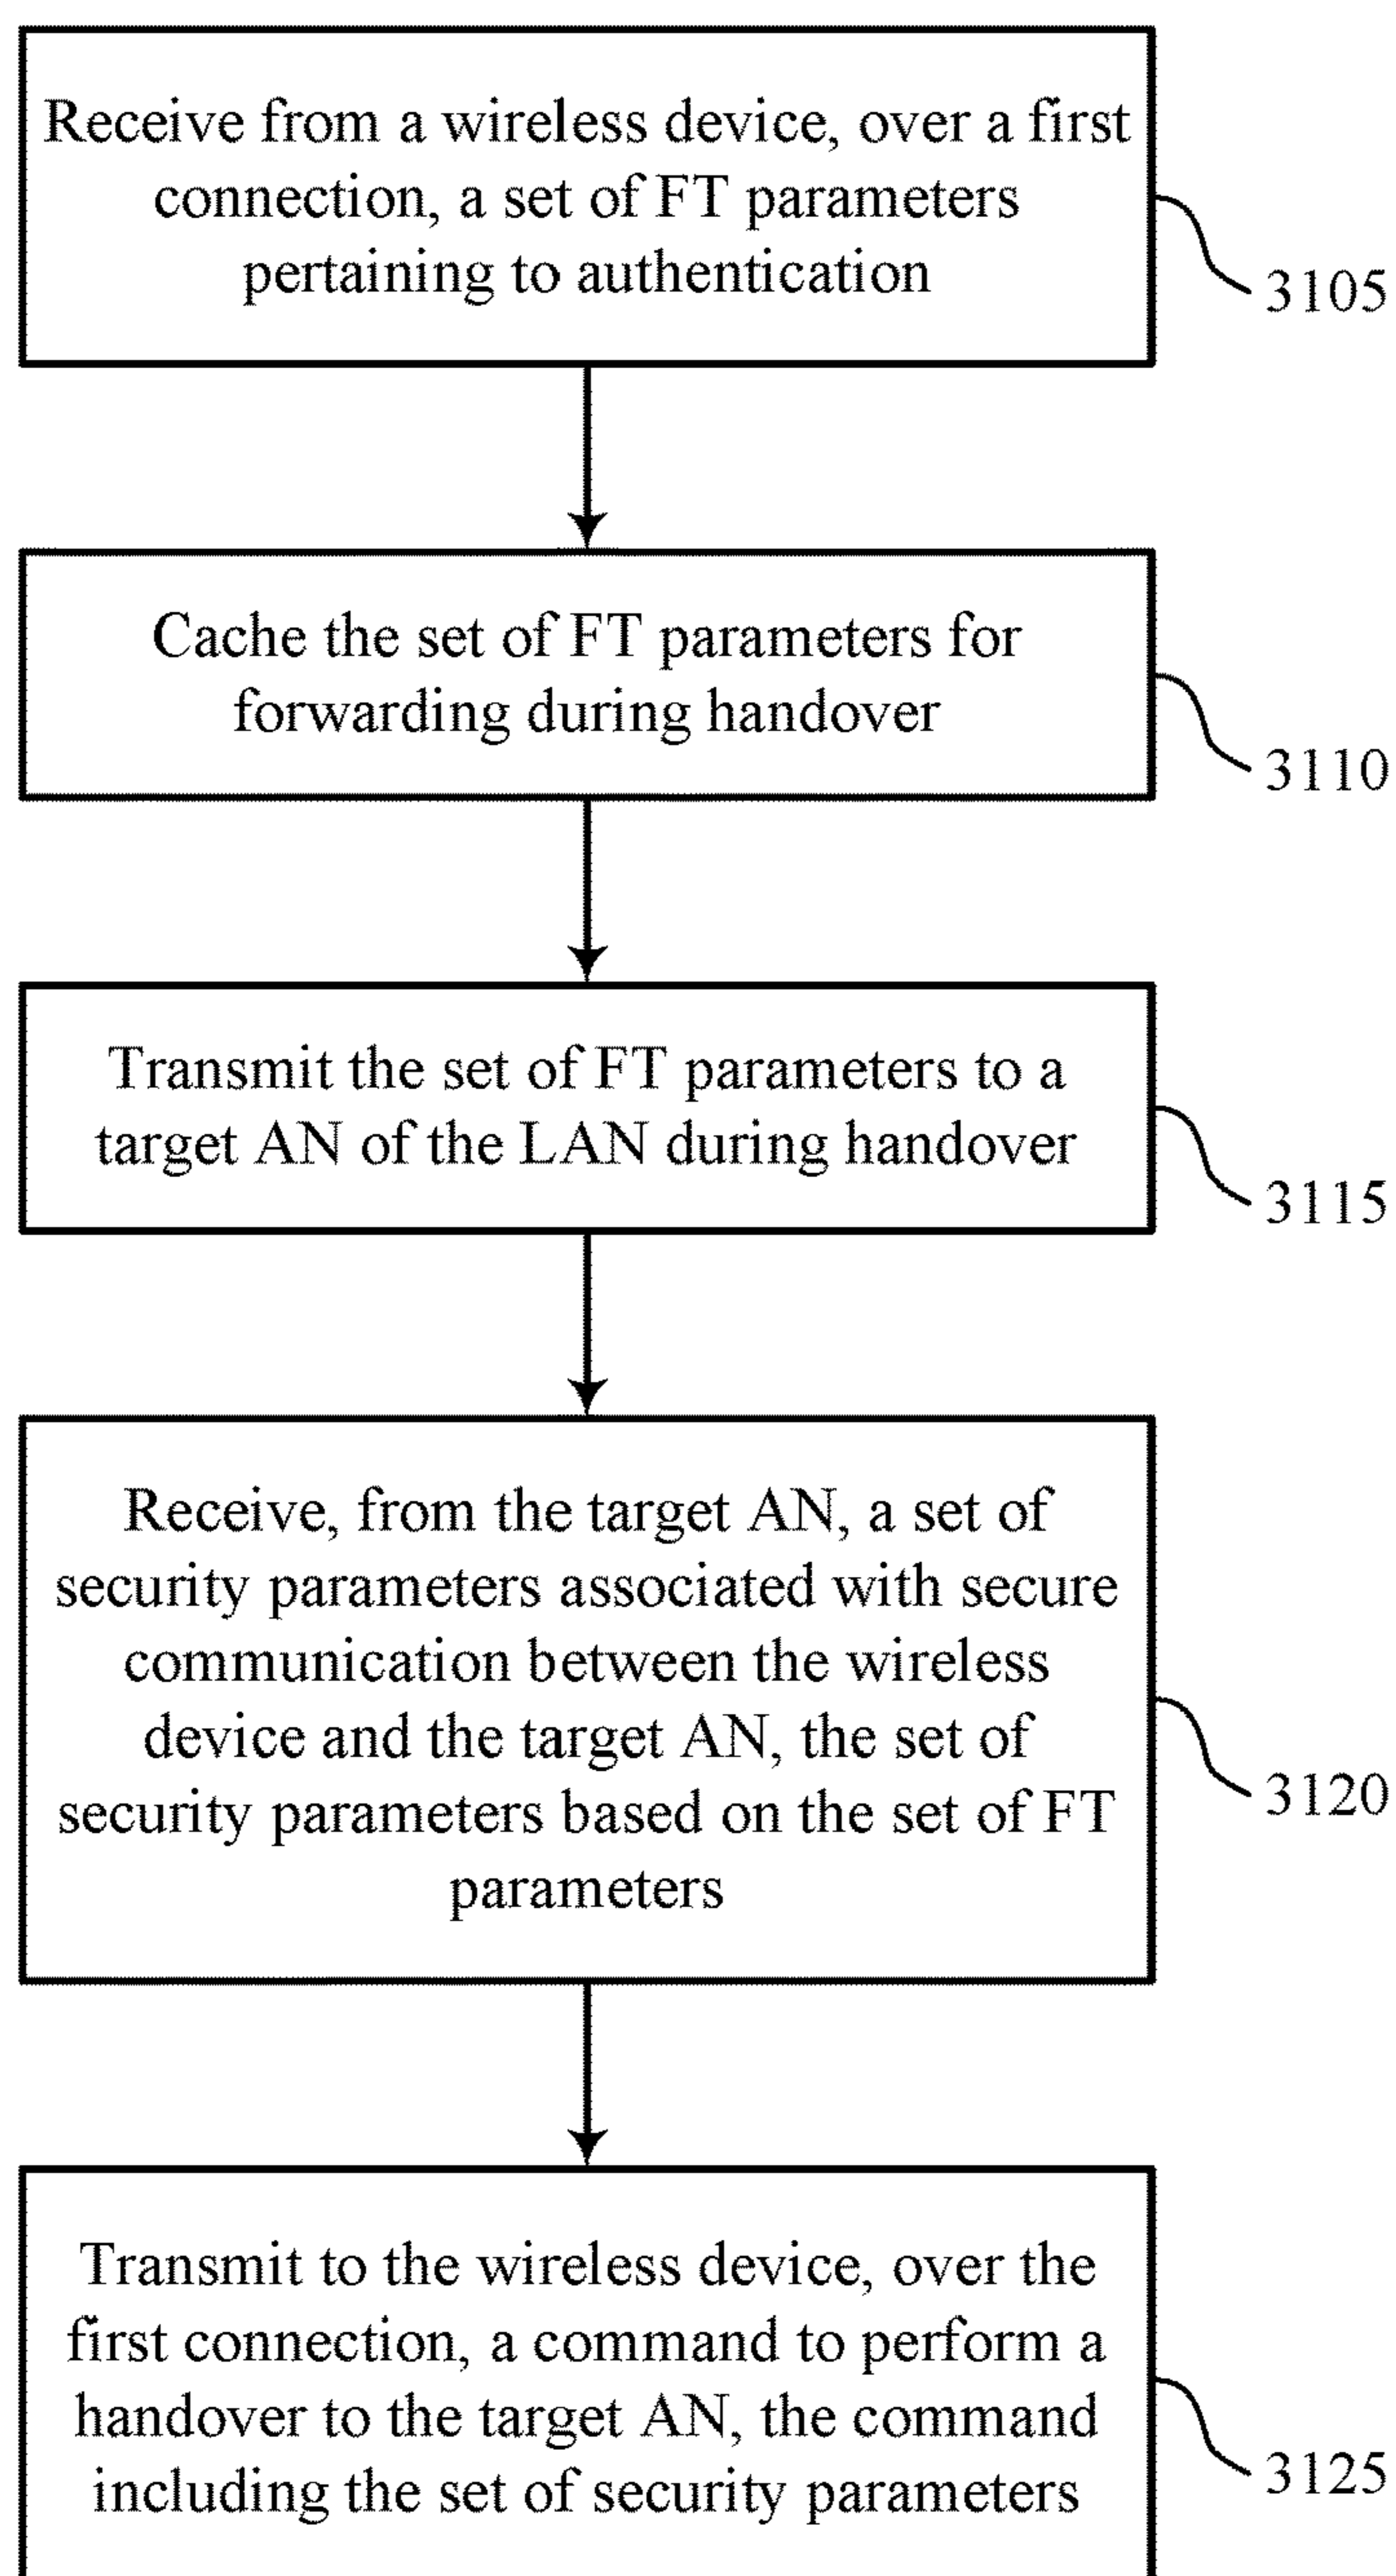 Receive from a wireless device, over a first
connection, a set of FT parameters
pertaining to authentication
3105
Cache the set of FT parameters for
forwarding during handover
3110
Transmit the set of FT parameters to a
target AN of the LAN during handover
3115
Receive, from the target AN, a set of
security parameters associated with secure
communication between the wireless
device and the target AN, the set of
security parameters based on the set of FT
parameters
3120
Transmit to the wireless device, over the
first connection, a command to perform a
handover to the target AN, the command
including the set of security parameters
3125